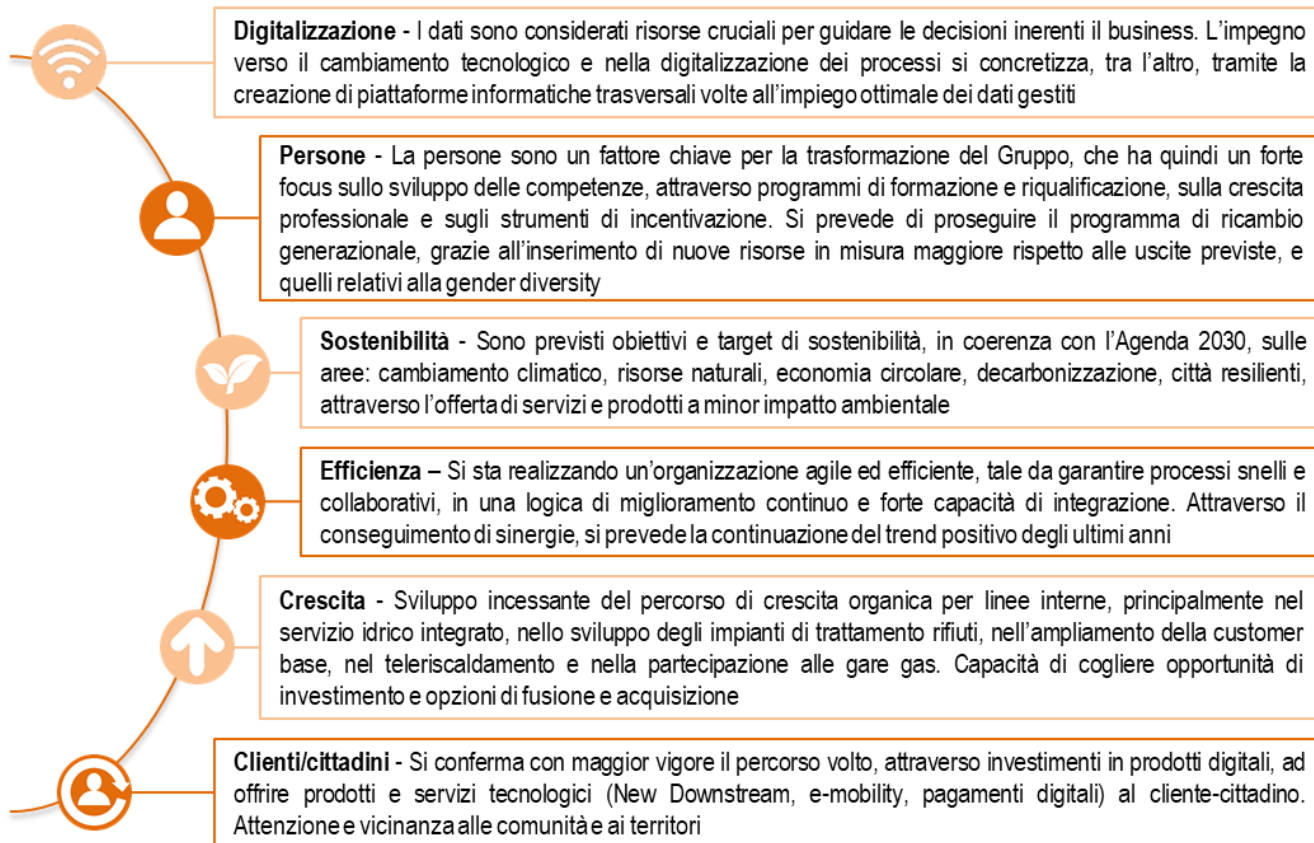 Digitalizzazione - I dati sono considerati risorse cruciali per guidare le decisioni inerenti il business. L'impegno
verso il cambiamento tecnologico e nella digitalizzazione dei processi si concretizza, tra l'altro, tramite la
creazione di piattaforme informatiche trasversali volte all'impiego ottimale dei dati gestiti
Persone - La persone sono un fattore chiave per la trasformazione del Gruppo, che ha quindi un forte
focus sullo sviluppo delle competenze, attraverso programmi di formazione e riqualificazione, sulla crescita
professionale e sugli strumenti di incentivazione. Si prevede di proseguire il programma di ricambio
generazionale, grazie all'inserimento di nuove risorse in misura maggiore rispetto alle uscite previste, e
quelli relativi alla gender diversity
Sostenibilità - Sono previsti obiettivi e target di sostenibilità, in coerenza con l'Agenda 2030, sulle
aree: cambiamento climatico, risorse naturali, economia circolare, decarbonizzazione, città resilienti,
attraverso l'offerta di servizi e prodotti a minor impatto ambientale
Efficienza – Si sta realizzando un'organizzazione agile ed efficiente, tale da garantire processi snelli e
collaborativi, in una logica di miglioramento continuo e forte capacità di integrazione. Attraverso il
conseguimento di sinergie, si prevede la continuazione del trend positivo degli ultimi anni
Crescita - Sviluppo incessante del percorso di crescita organica per linee interne, principalmente nel
servizio idrico integrato, nello sviluppo degli impianti di trattamento rifiuti, nell'ampliamento della customer
base, nel teleriscaldamento e nella partecipazione alle gare gas. Capacità di cogliere opportunità di
investimento e opzioni di fusione e acquisizione
Clienti/cittadini - Si conferma con maggior vigore il percorso volto, attraverso investimenti in prodotti digitali, ad
offrire prodotti e servizi tecnologici (New Downstream, e-mobility, pagamenti digitali) al cliente-cittadino.
Attenzione e vicinanza alle comunità e ai territori